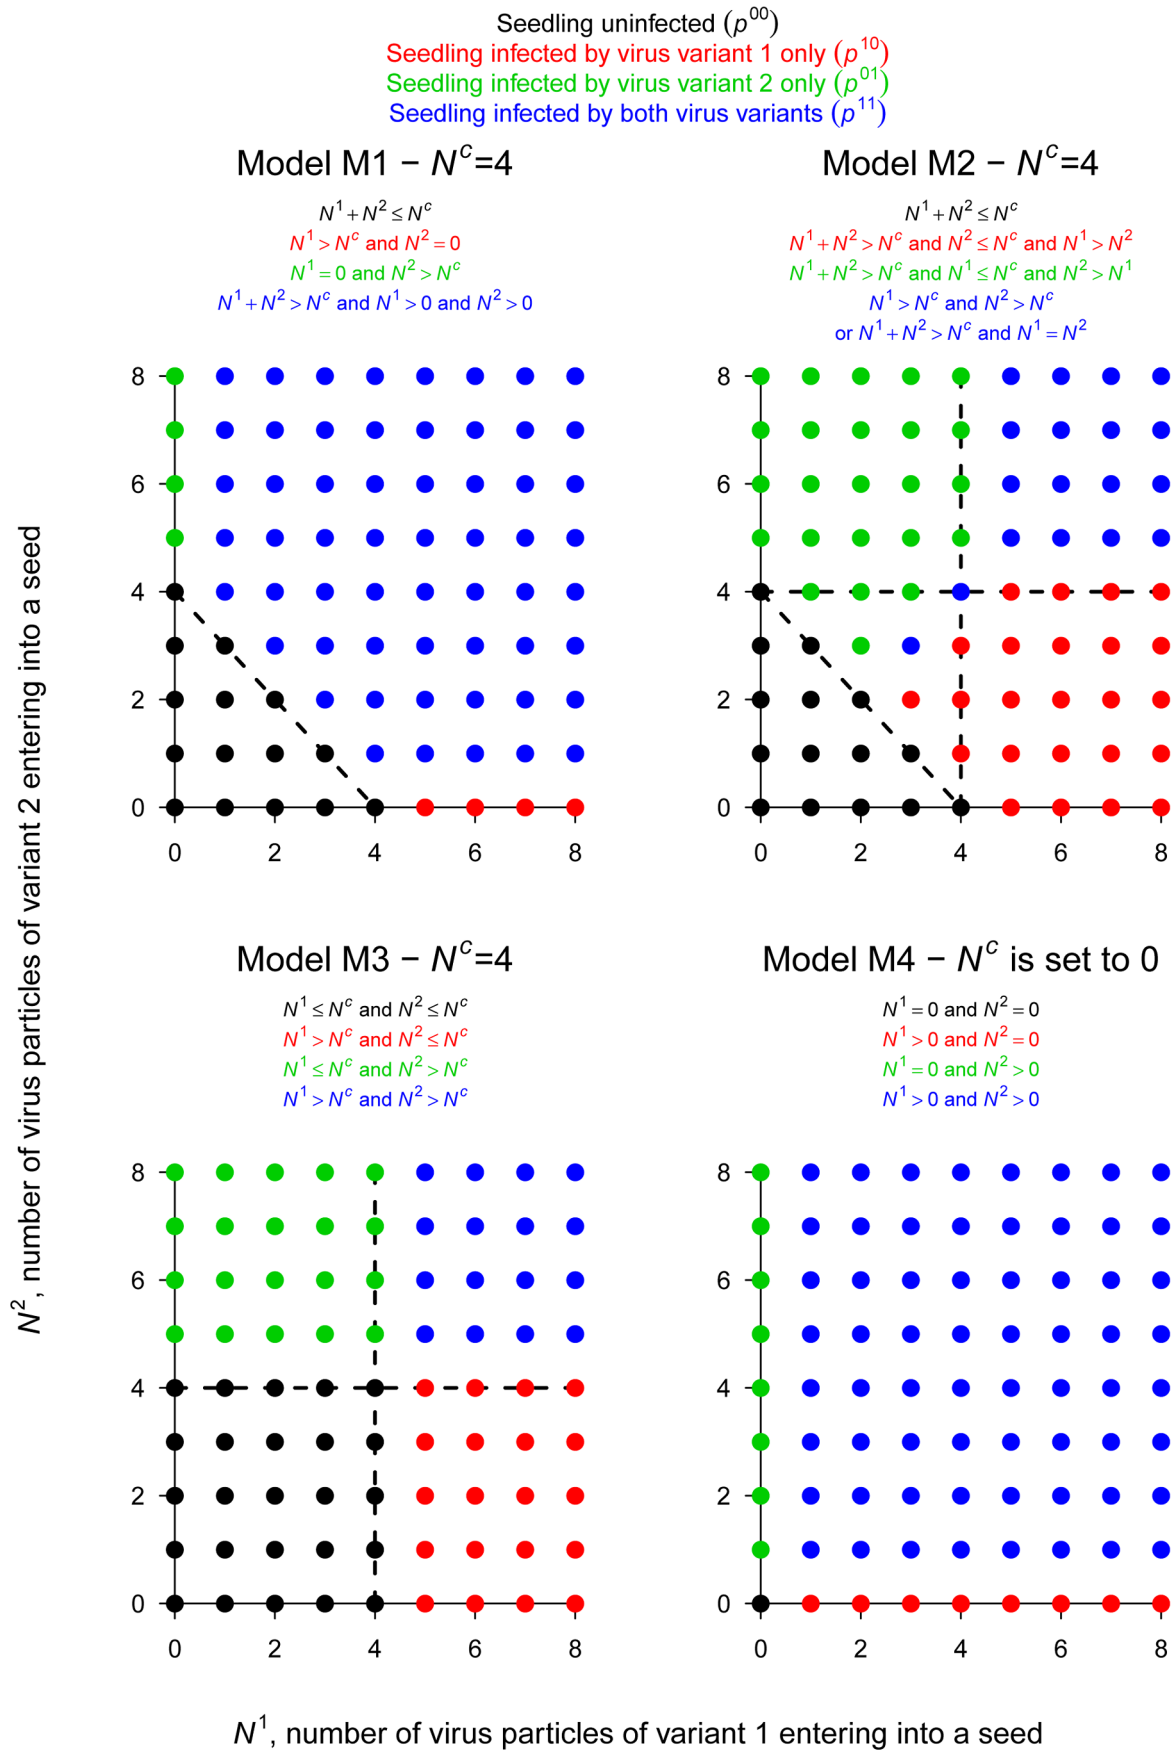 Seedling uninfected (p⁰⁰)
Seedling infected by virus variant 1 only (p¹⁰)
Seedling infected by virus variant 2 only (p⁰¹)
Seedling infected by both virus variants (p¹¹)
Model M1 − Nᶜ=4
N¹ + N² ≤ Nᶜ
N¹ > Nᶜ and N² = 0
N¹ = 0 and N² > Nᶜ
N¹ + N² > Nᶜ and N¹ > 0 and N² > 0
8
6
4
2
0
0 2 4 6 8
Model M2 − Nᶜ=4
N¹ + N² ≤ Nᶜ
N¹ + N² > Nᶜ and N² ≤ Nᶜ and N¹ > N²
N¹ + N² > Nᶜ and N¹ ≤ Nᶜ and N² > N¹
N¹ > Nᶜ and N² > Nᶜ
or N¹ + N² > Nᶜ and N¹ = N²
8
6
4
2
0
0 2 4 6 8
Model M3 − Nᶜ=4
N¹ ≤ Nᶜ and N² ≤ Nᶜ
N¹ > Nᶜ and N² ≤ Nᶜ
N¹ ≤ Nᶜ and N² > Nᶜ
N¹ > Nᶜ and N² > Nᶜ
8
6
4
2
0
0 2 4 6 8
Model M4 − Nᶜ is set to 0
N¹ = 0 and N² = 0
N¹ > 0 and N² = 0
N¹ = 0 and N² > 0
N¹ > 0 and N² > 0
8
6
4
2
0
0 2 4 6 8
N², number of virus particles of variant 2 entering into a seed
N¹, number of virus particles of variant 1 entering into a seed